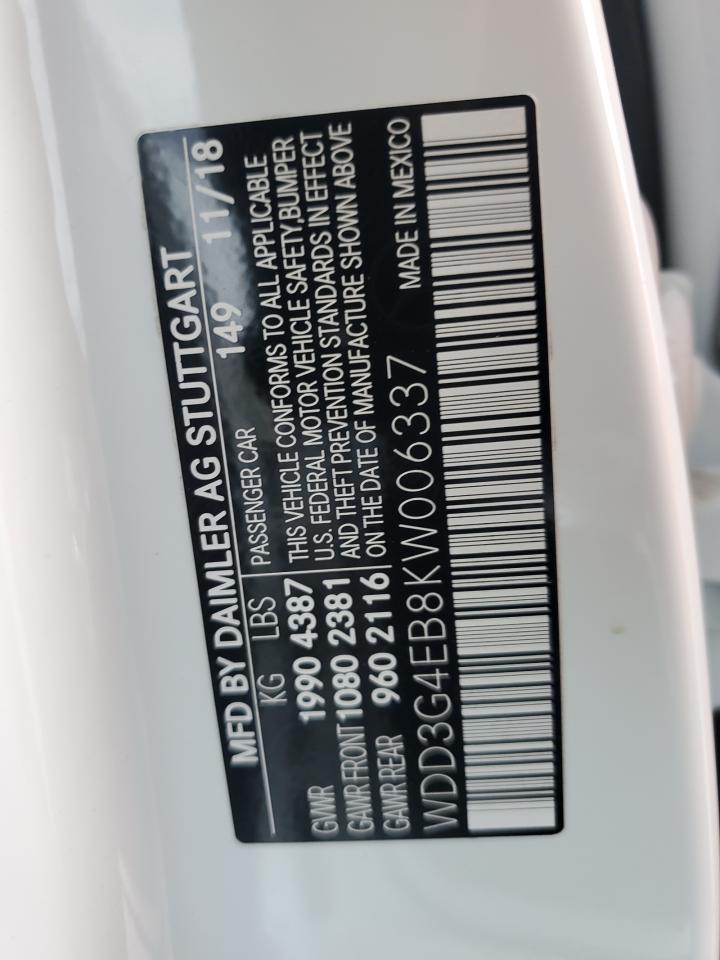 MFD BY DAIMLER AG STUTTGART
149 11/18
KG LBS PASSENGER CAR
GVWR 1990 4387
GAWR FRONT 1080 2381
GAWR REAR 960 2116
THIS VEHICLE CONFORMS TO ALL APPLICABLE
U.S. FEDERAL MOTOR VEHICLE SAFETY,BUMPER
AND THEFT PREVENTION STANDARDS IN EFFECT
ON THE DATE OF MANUFACTURE SHOWN ABOVE
WDD3G4EB8KW006337 MADE IN MEXICO